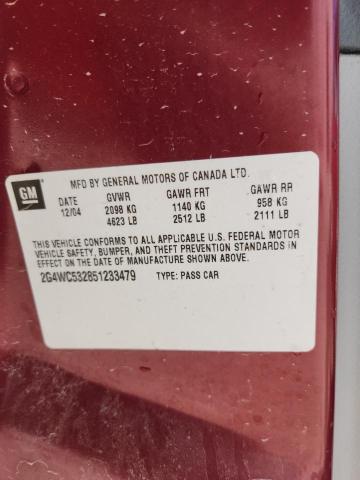 GM
MFD BY GENERAL MOTORS OF CANADA LTD.
DATE GVWR GAWR FRT GAWR RR
12/04 2098 KG 1140 KG 958 KG
4623 LB 2512 LB 2111 LB
THIS VEHICLE CONFORMS TO ALL APPLICABLE U.S. FEDERAL MOTOR
VEHICLE SAFETY, BUMPER, AND THEFT PREVENTION STANDARDS IN
EFFECT ON THE DATE OF MANUFACTURE SHOWN ABOVE.
2G4WC532851233479 TYPE: PASS CAR